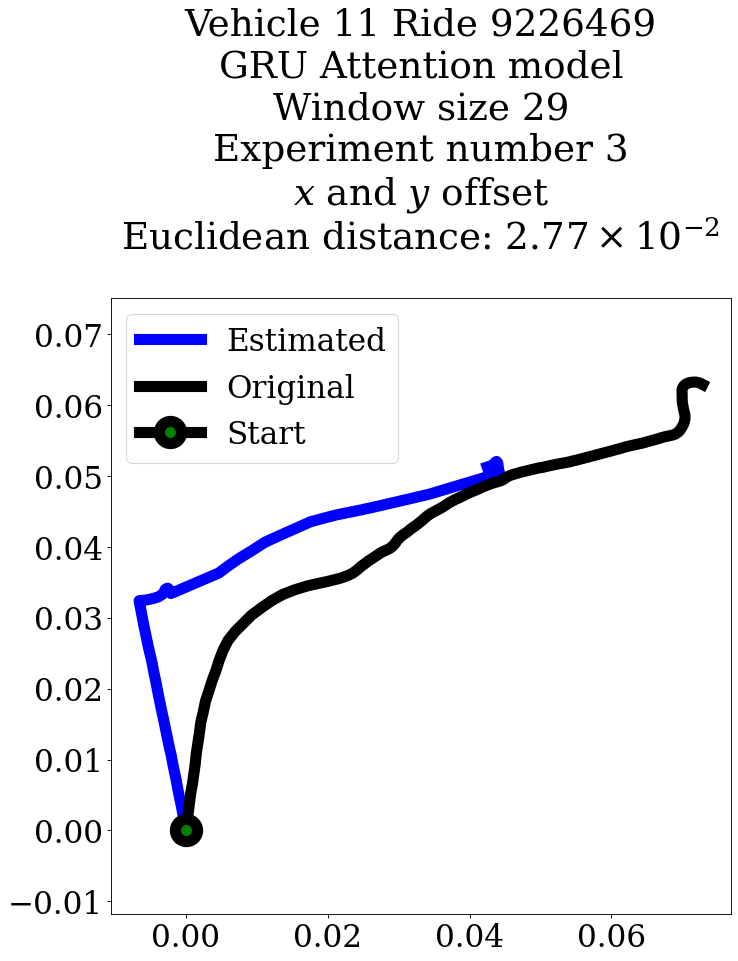 Vehicle 11 Ride 9226469
GRU Attention model
Window size 29
Experiment number 3
x and y offset
Euclidean distance: 2.77 × 10⁻²
Estimated
Original
Start
0.07
0.06
0.05
0.04
0.03
0.02
0.01
0.00
−0.01
0.00 0.02 0.04 0.06